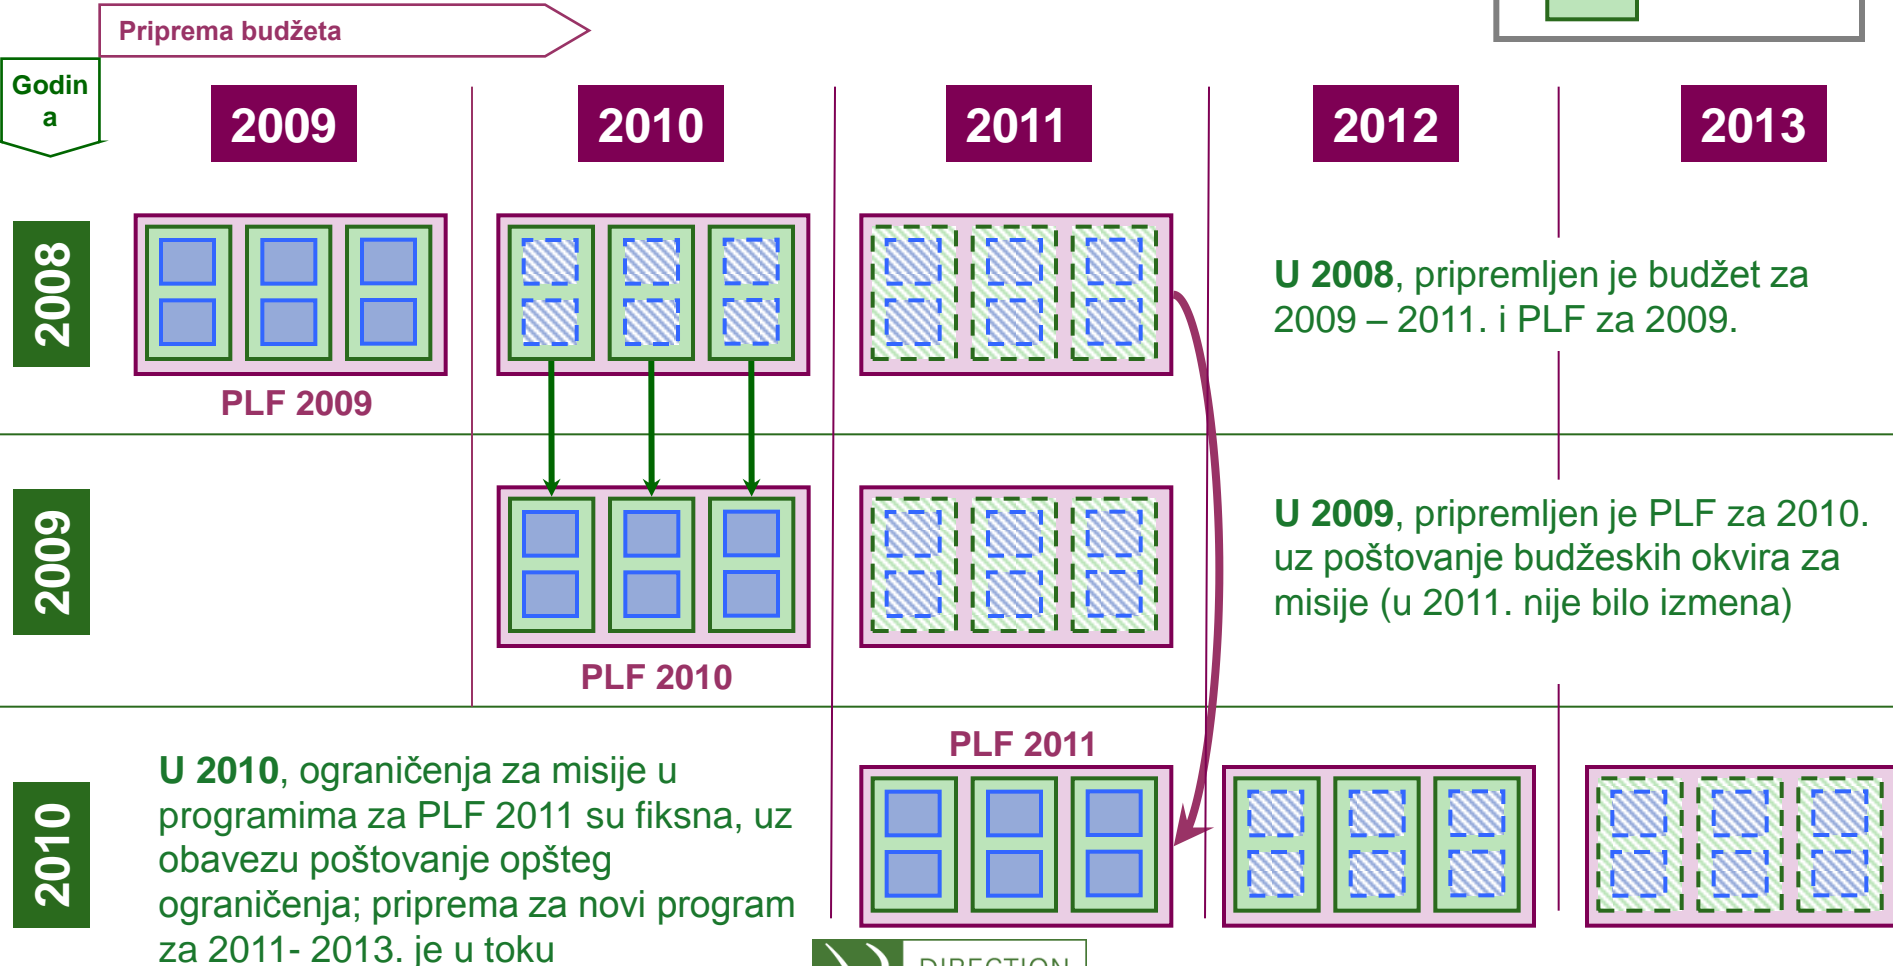 Priprema budžeta
Godin
a
2009
2010
2011
2012
2013
2008
U 2008, pripremljen je budžet za
2009 – 2011. i PLF za 2009.
PLF 2009
2009
U 2009, pripremljen je PLF za 2010.
uz poštovanje budžeskih okvira za
misije (u 2011. nije bilo izmena)
PLF 2010
2010
PLF 2011
U 2010, ograničenja za misije u
programima za PLF 2011 su fiksna, uz
obavezu poštovanje opšteg
ograničenja; priprema za novi program
za 2011- 2013. je u toku
DIRECTION